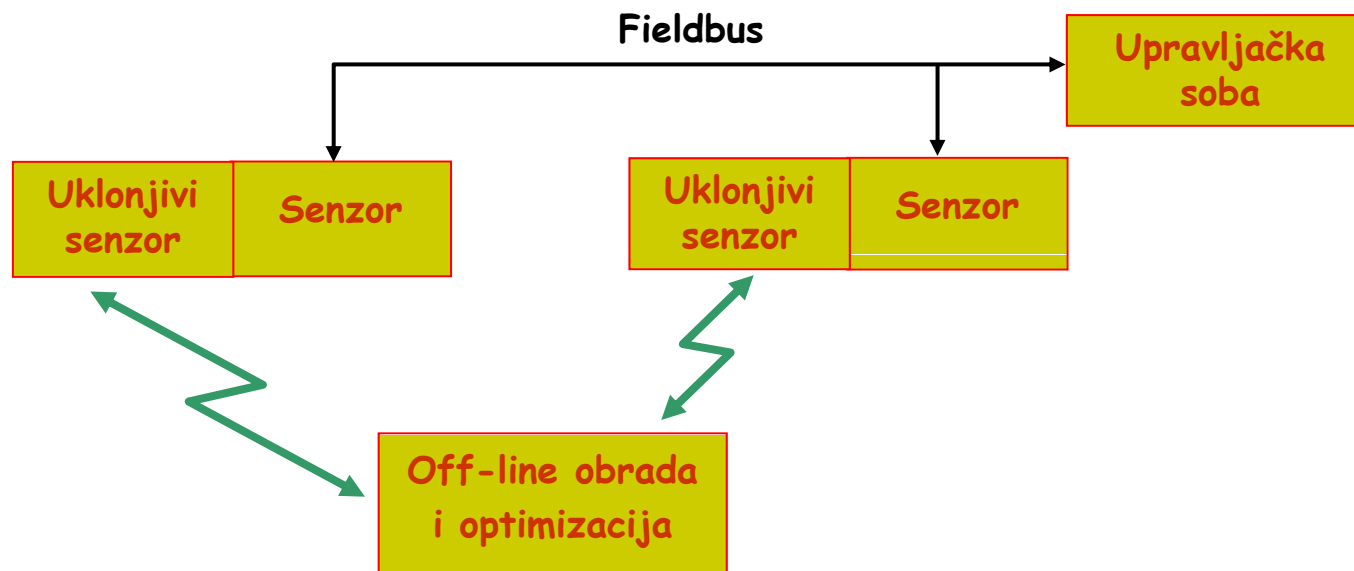 Fieldbus
Upravljačka
soba
Uklonjivi
senzor
Senzor
Uklonjivi
senzor
Senzor
Off-line obrada
i optimizacija